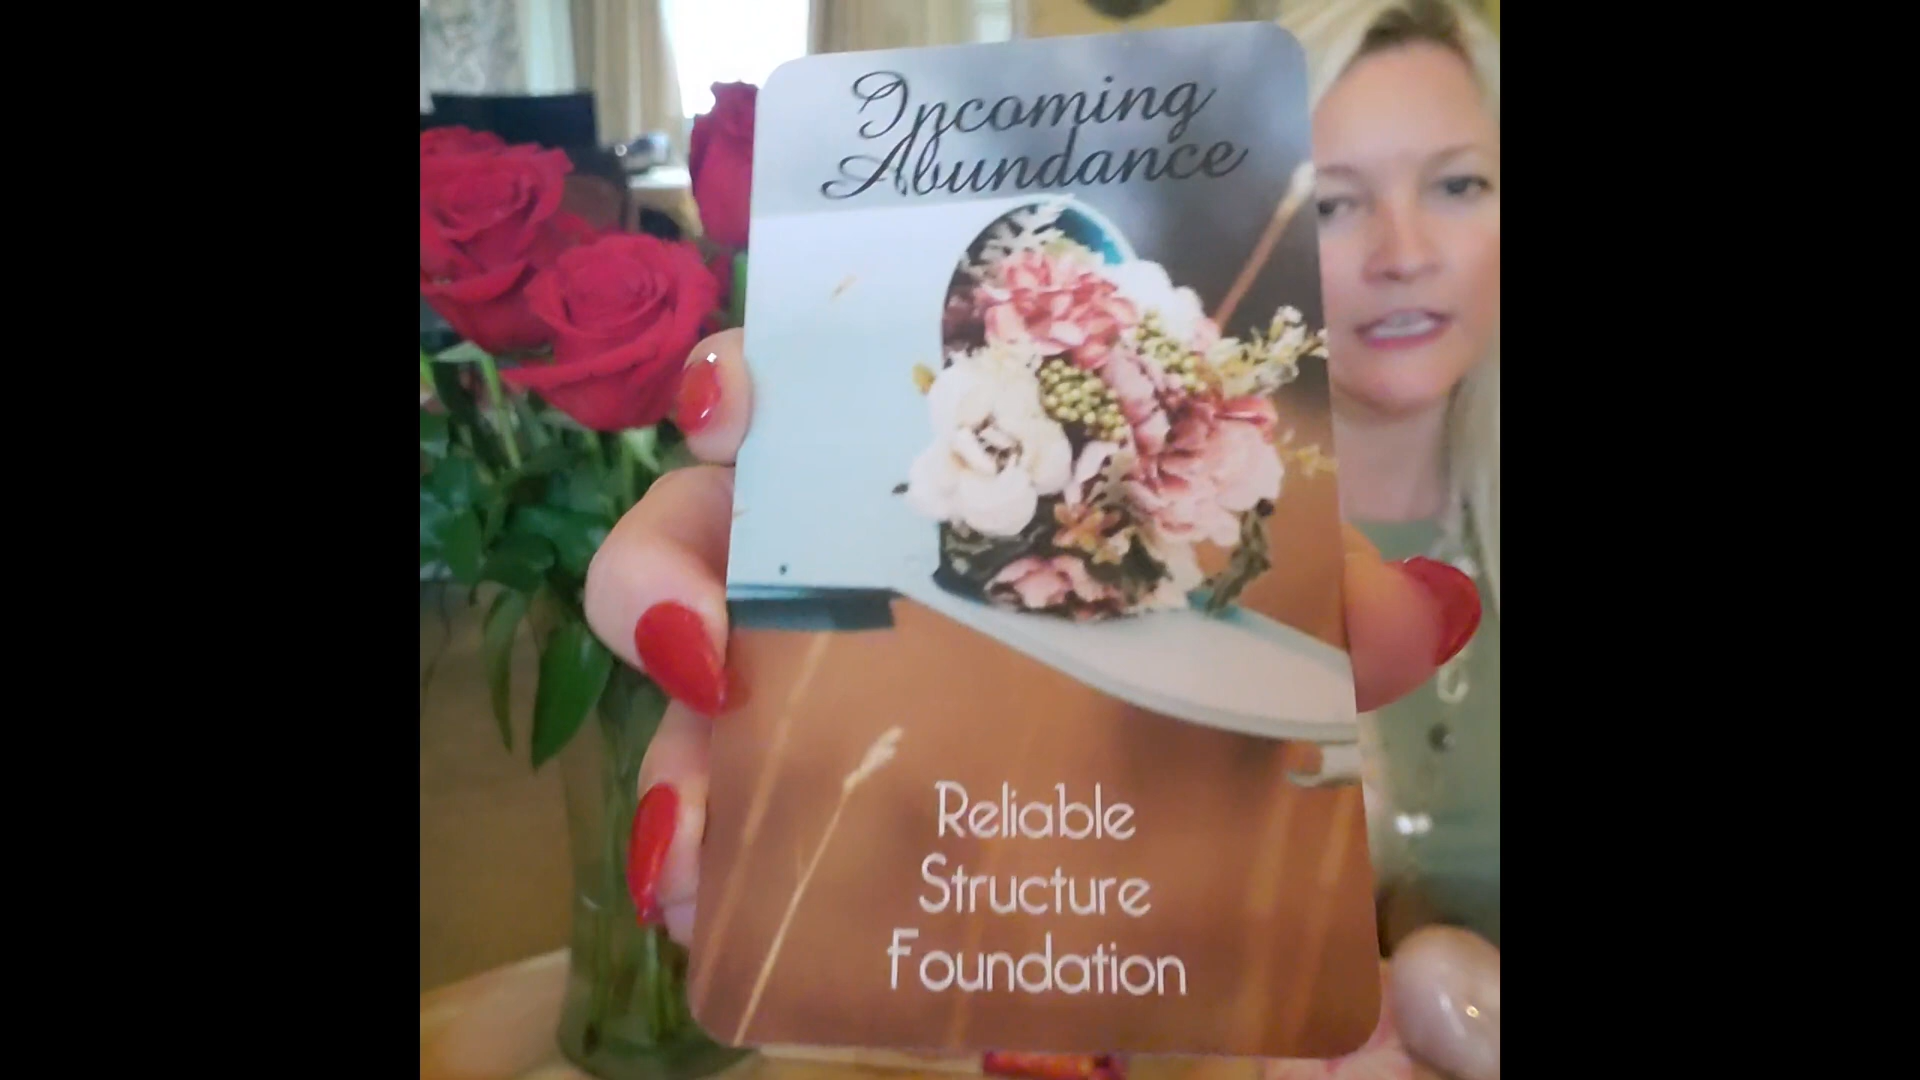 Incoming
Abundance
Reliable
Structure
Foundation